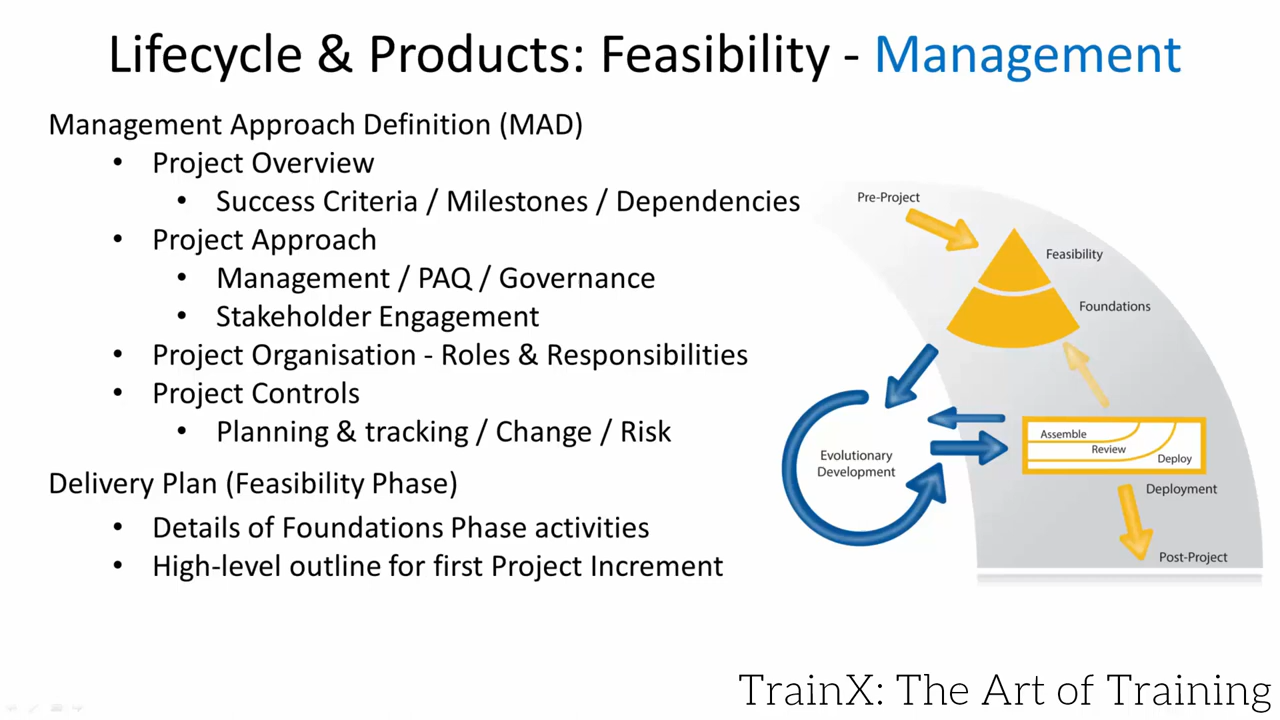 Lifecycle & Products: Feasibility - Management
Management Approach Definition (MAD)
• Project Overview
• Success Criteria / Milestones / Dependencies
• Project Approach
• Management / PAQ / Governance
• Stakeholder Engagement
• Project Organisation - Roles & Responsibilities
• Project Controls
• Planning & tracking / Change / Risk
Delivery Plan (Feasibility Phase)
• Details of Foundations Phase activities
• High-level outline for first Project Increment
Pre-Project
Feasibility
Foundations
Evolutionary
Development
Assemble
Review
Deploy
Deployment
Post-Project
TrainX: The Art of Training